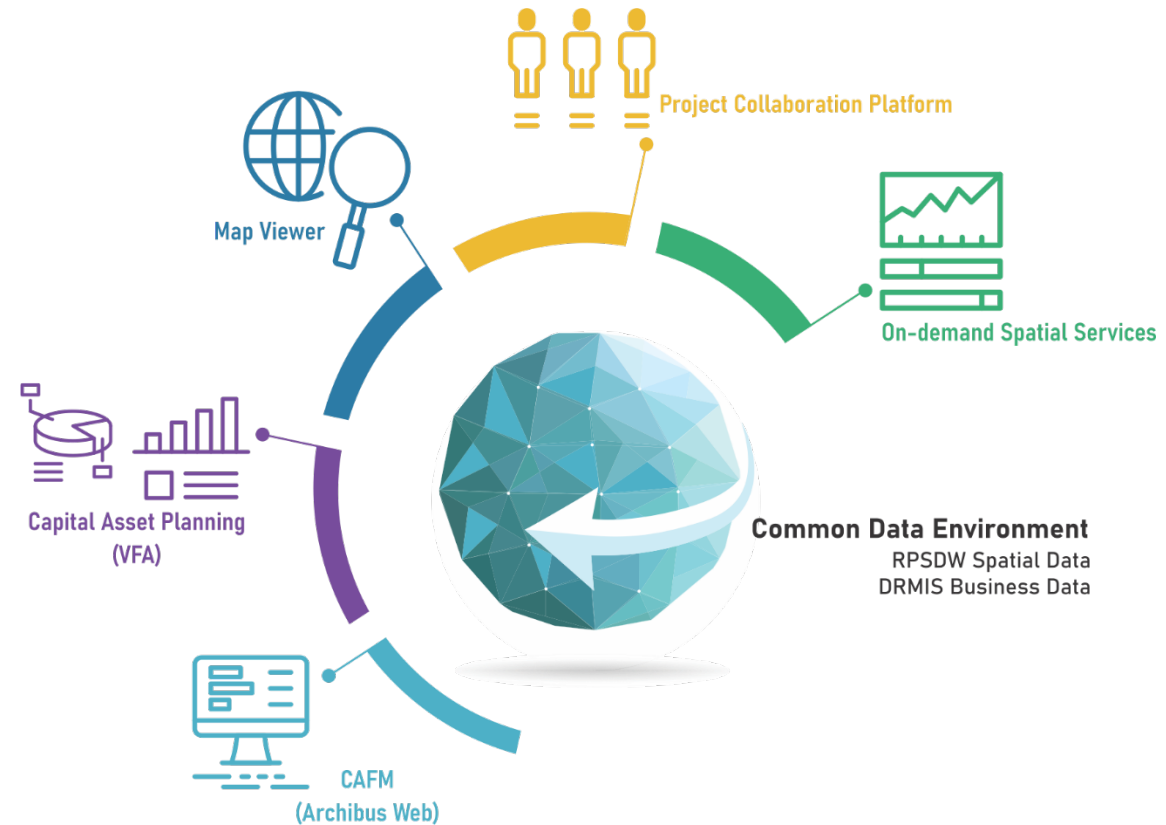 Project Collaboration Platform
Map Viewer
On-demand Spatial Services
Capital Asset Planning
(VFA)
Common Data Environment
RPSDW Spatial Data
DRMIS Business Data
CAFM
(Archibus Web)